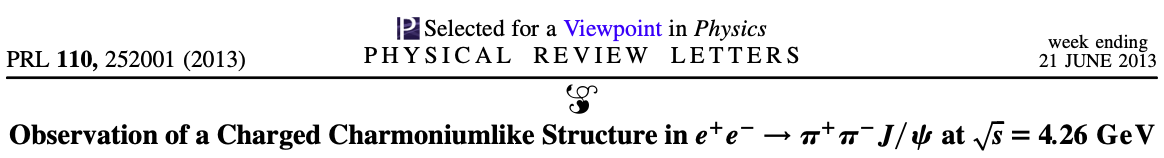 Selected for a Viewpoint in Physics
PRL 110, 252001 (2013)
PHYSICAL REVIEW LETTERS
week ending
21 JUNE 2013
Observation of a Charged Charmoniumlike Structure in e⁺e⁻ → π⁺π⁻J/ψ at √s = 4.26 GeV